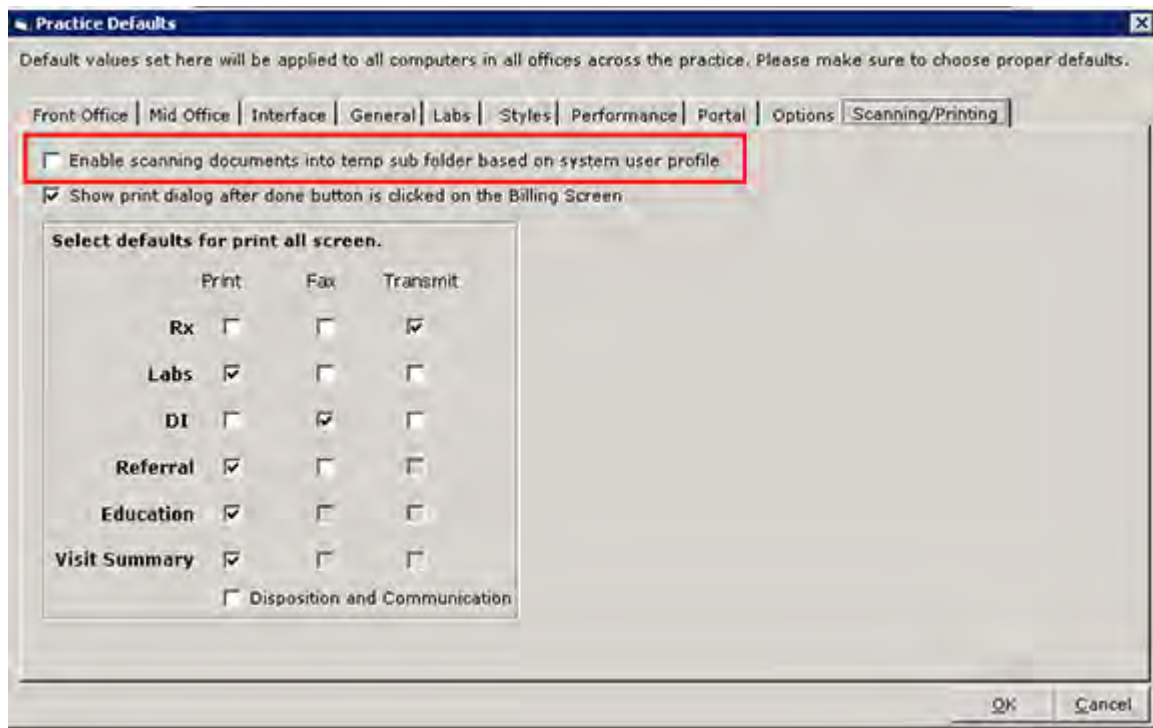 Practice Defaults
Default values set here will be applied to all computers in all offices across the practice. Please make sure to choose proper defaults.
Front Office Mid Office Interface General Labs Styles Performance Portal Options Scanning/Printing
Enable scanning documents into temp sub folder based on system user profile
Show print dialog after done button is clicked on the Billing Screen
Select defaults for print all screen.
Print Fax Transmit
Rx
Labs
DI
Referral
Education
Visit Summary
Disposition and Communication
OK Cancel